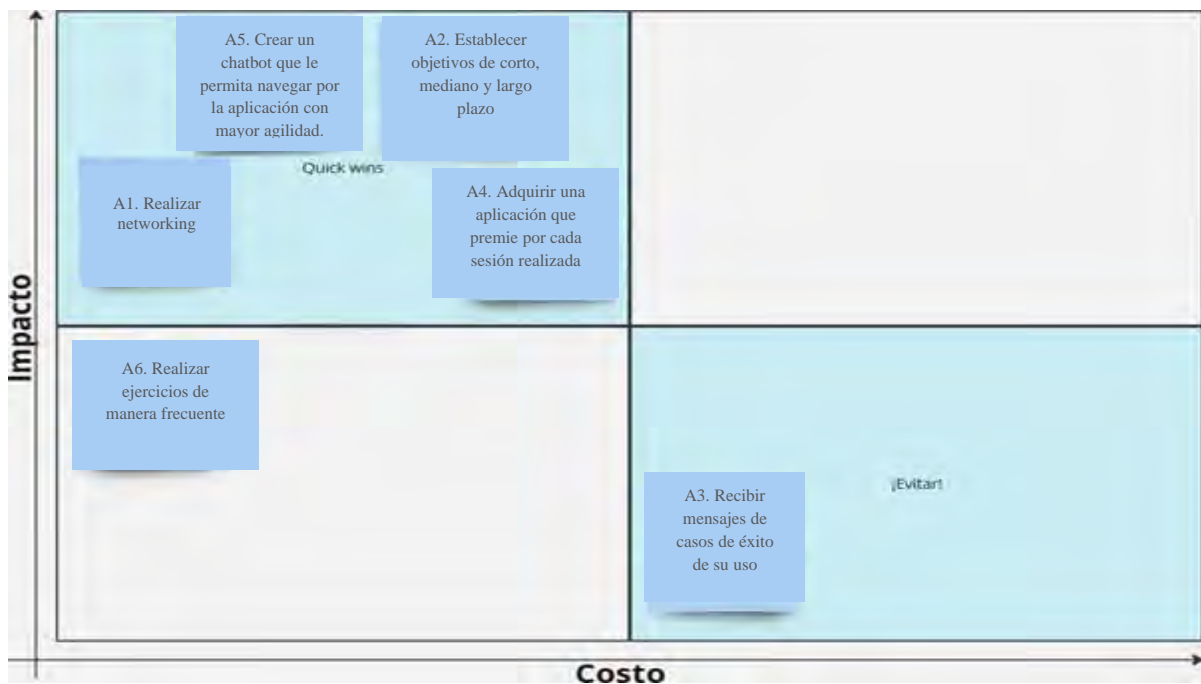 A5. Crear un
chatbot que le
permita navegar por
la aplicación con
mayor agilidad.
A2. Establecer
objetivos de corto,
mediano y largo
plazo
Quick wins
A1. Realizar
networking
A4. Adquirir una
aplicación que
premie por cada
sesión realizada
Impacto
A6. Realizar
ejercicios de
manera frecuente
A3. Recibir
mensajes de
casos de éxito
de su uso
¡Evitar!
Costo